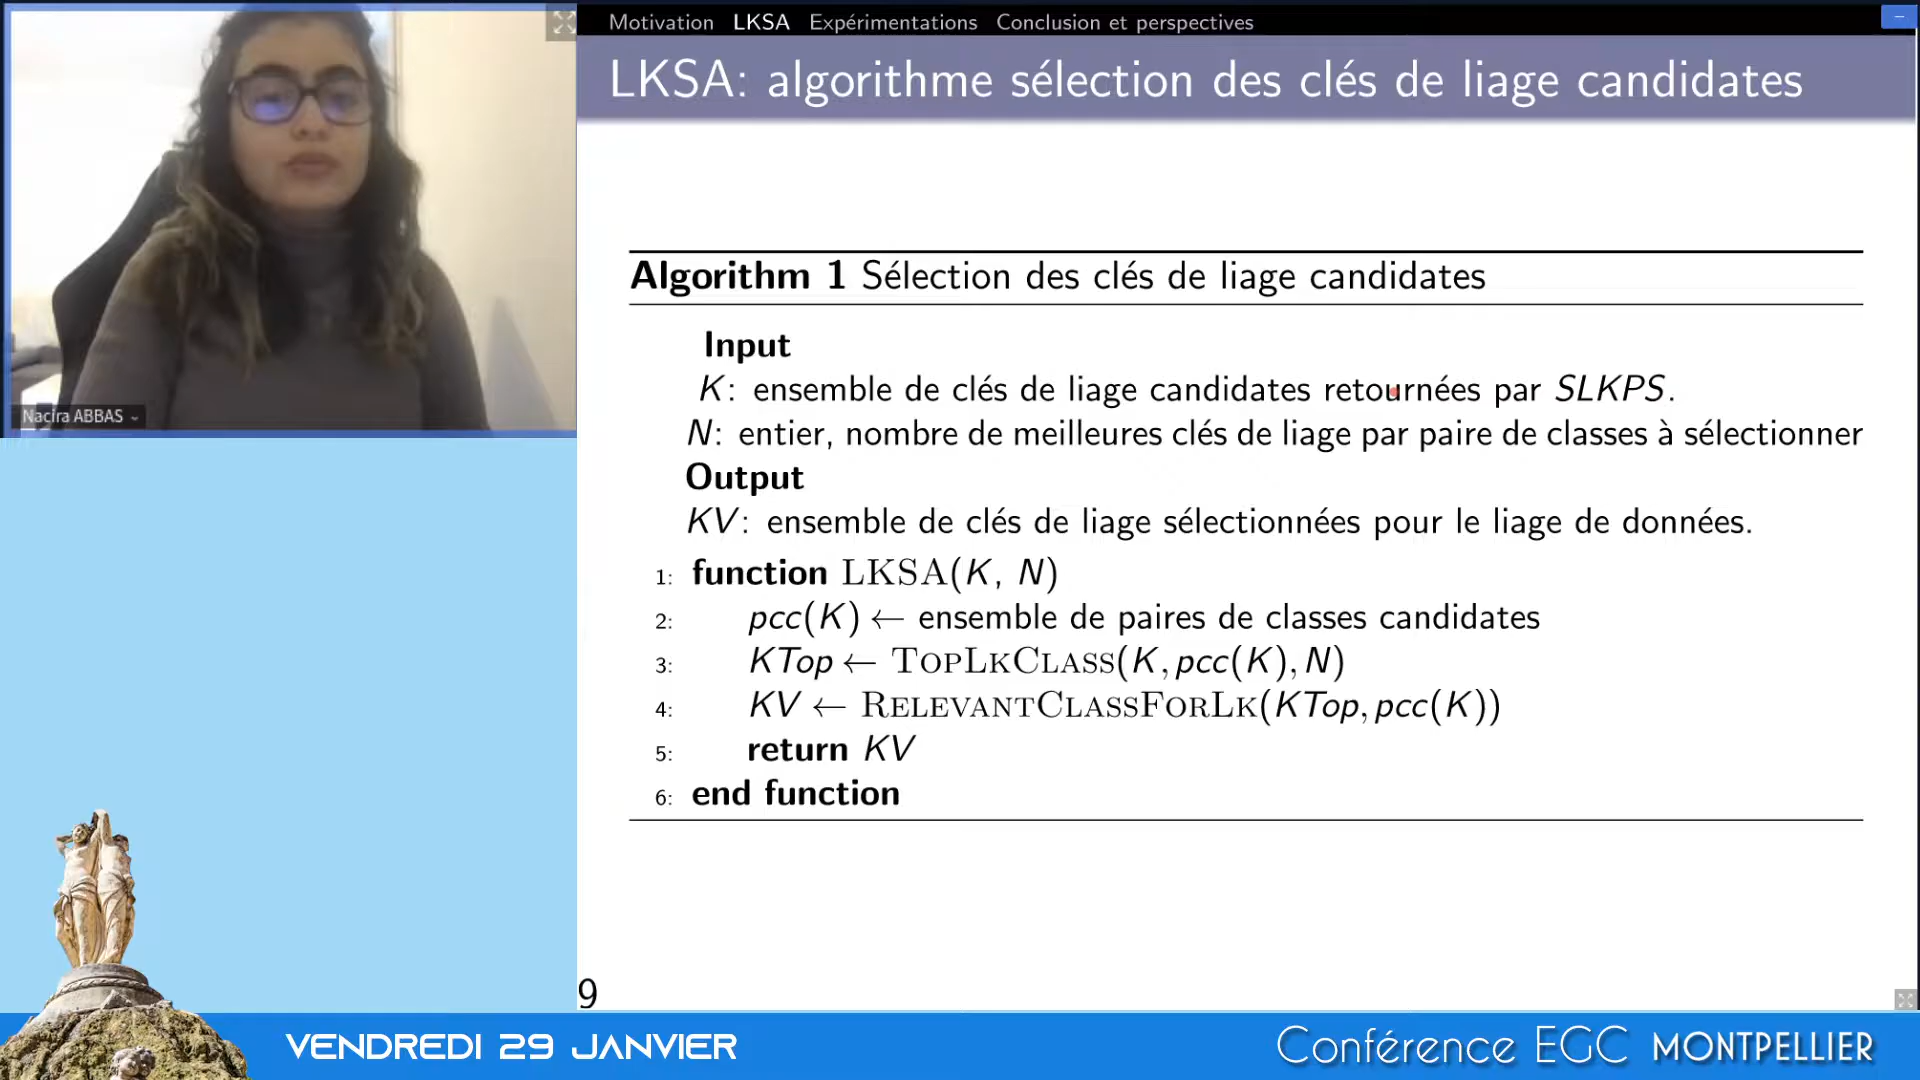 Motivation LKSA Expérimentations Conclusion et perspectives
LKSA: algorithme sélection des clés de liage candidates
Nacira ABBAS
Algorithm 1 Sélection des clés de liage candidates
Input
K: ensemble de clés de liage candidates retournées par SLKPS.
N: entier, nombre de meilleures clés de liage par paire de classes à sélectionner
Output
KV: ensemble de clés de liage sélectionnées pour le liage de données.
1: function LKSA(K, N)
2: pcc(K) ← ensemble de paires de classes candidates
3: KTop ← TOPLKCLASS(K, pcc(K), N)
4: KV ← RELEVANTCLASSFORLK(KTop, pcc(K))
5: return KV
6: end function
9
VENDREDI 29 JANVIER
Conférence EGC MONTPELLIER